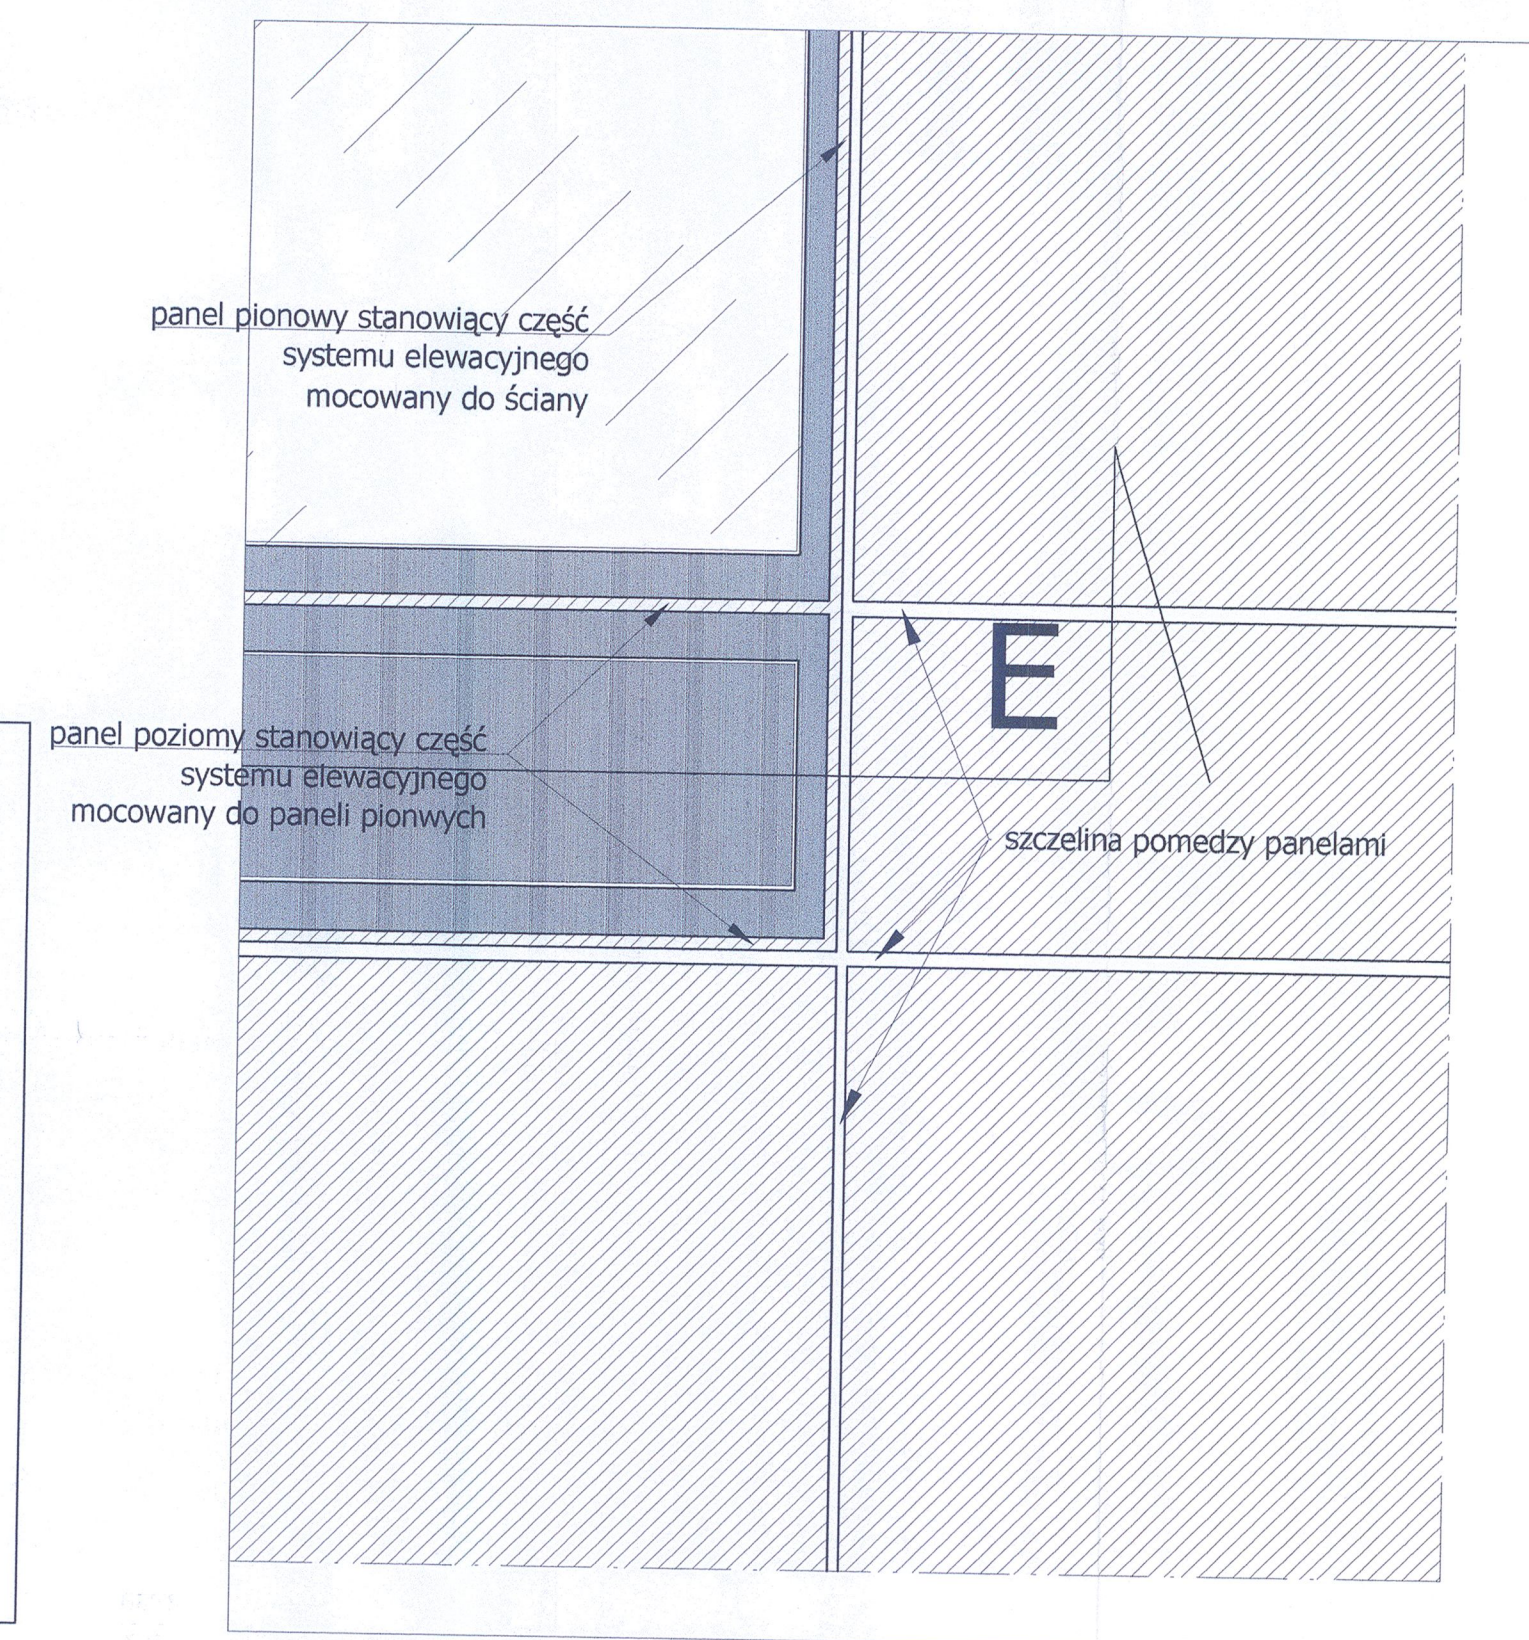 panel pionowy stanowiący część
systemu elewacyjnego
mocowany do ściany
E
panel poziomy stanowiący część
systemu elewacyjnego
mocowany do paneli pionwych
szczelina pomedzy panelami